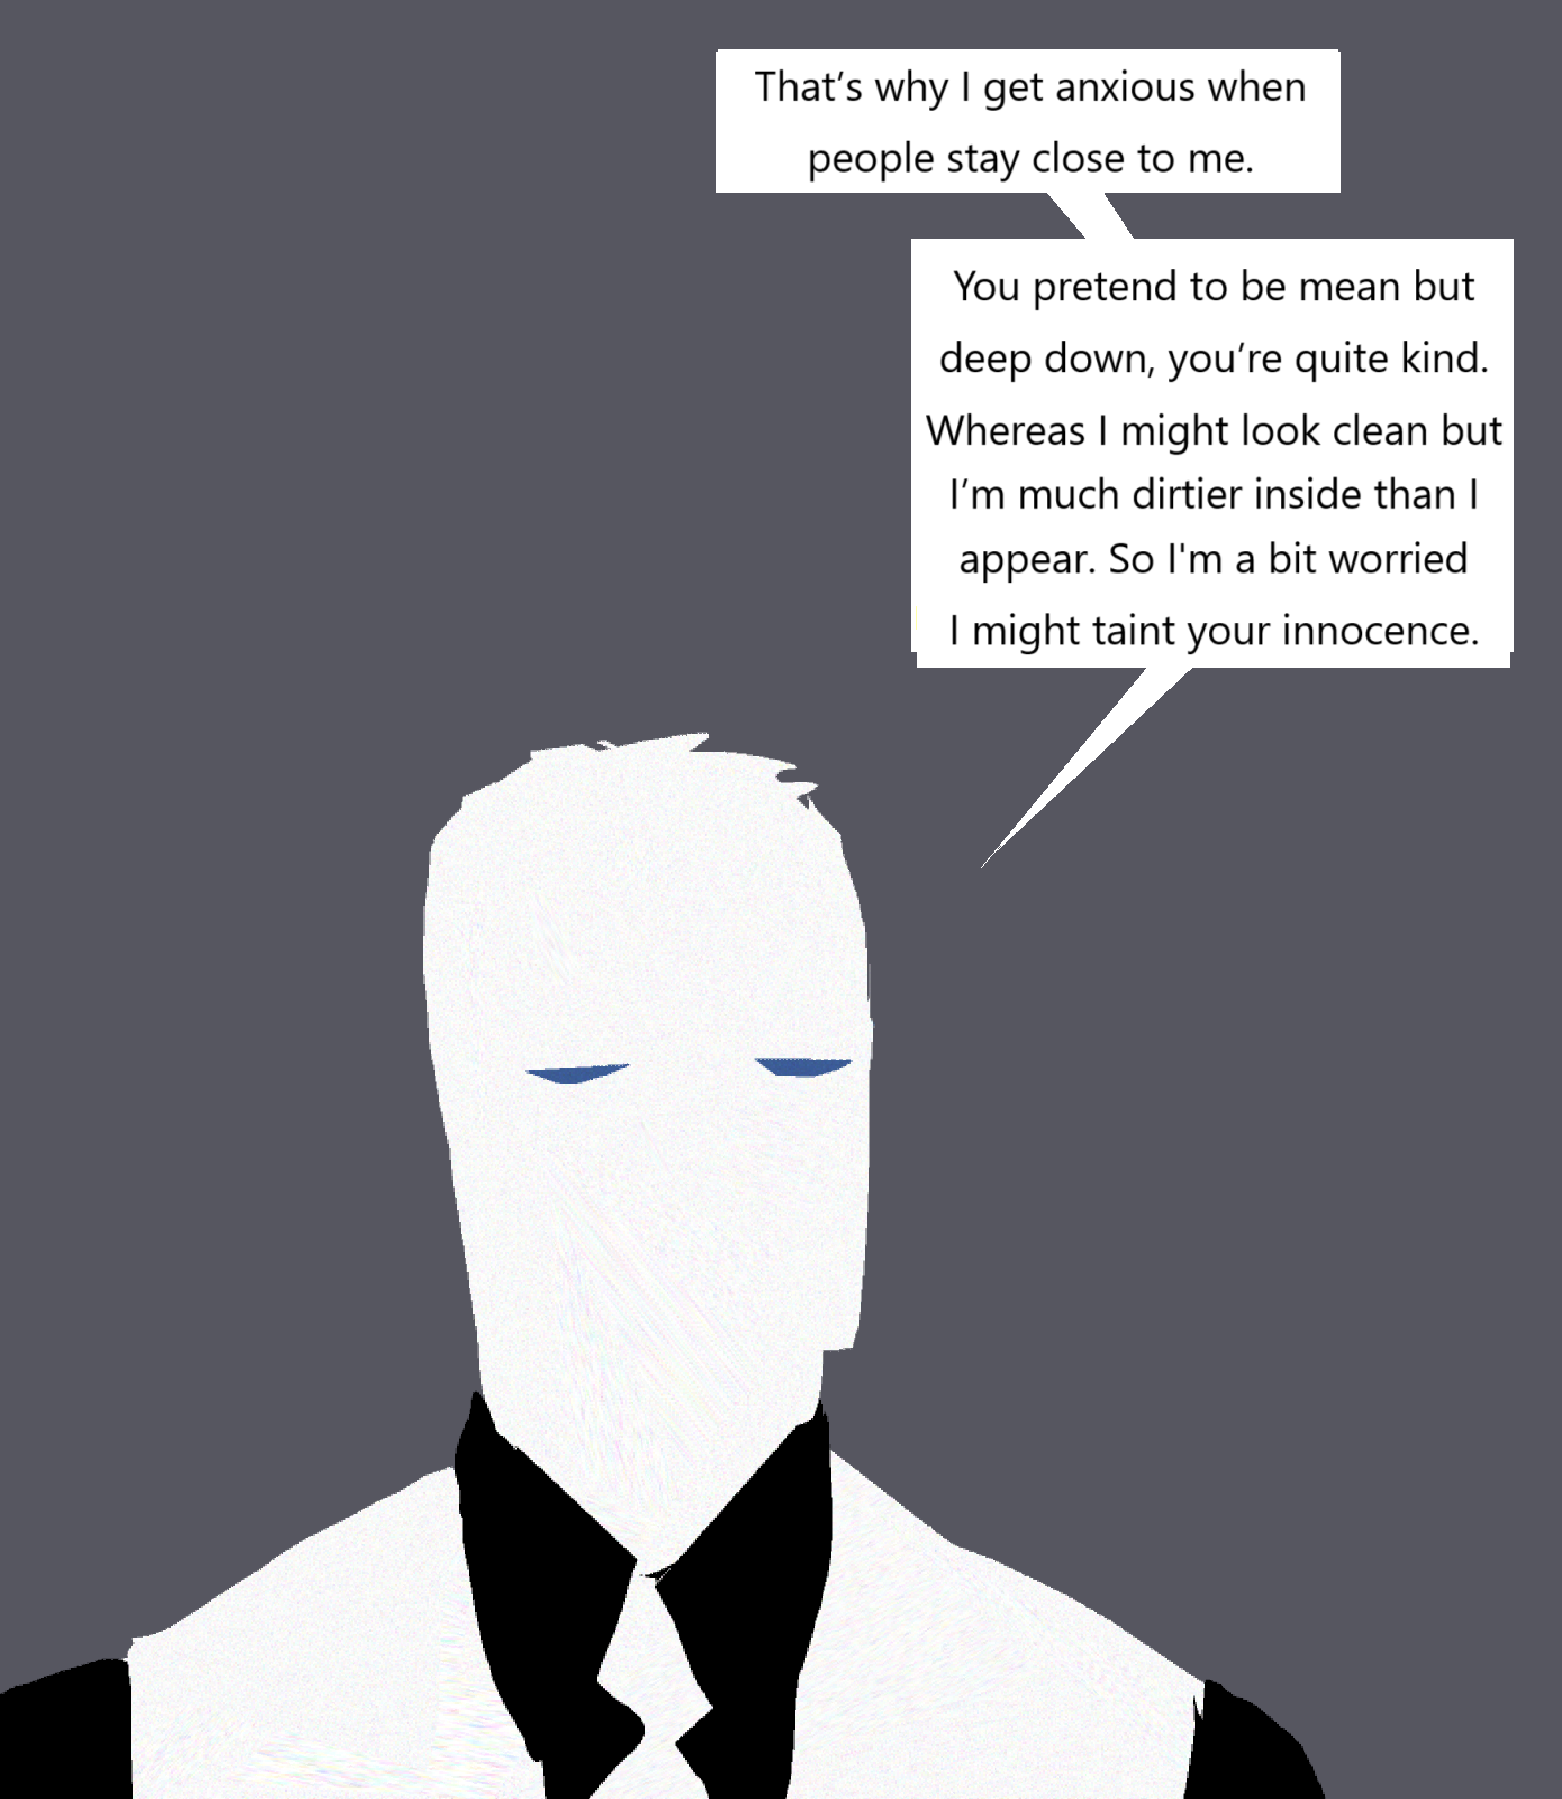 That’s why I get anxious when
people stay close to me.
You pretend to be mean but
deep down, you’re quite kind.
Whereas I might look clean but
I’m much dirtier inside than I
appear. So I'm a bit worried
I might taint your innocence.